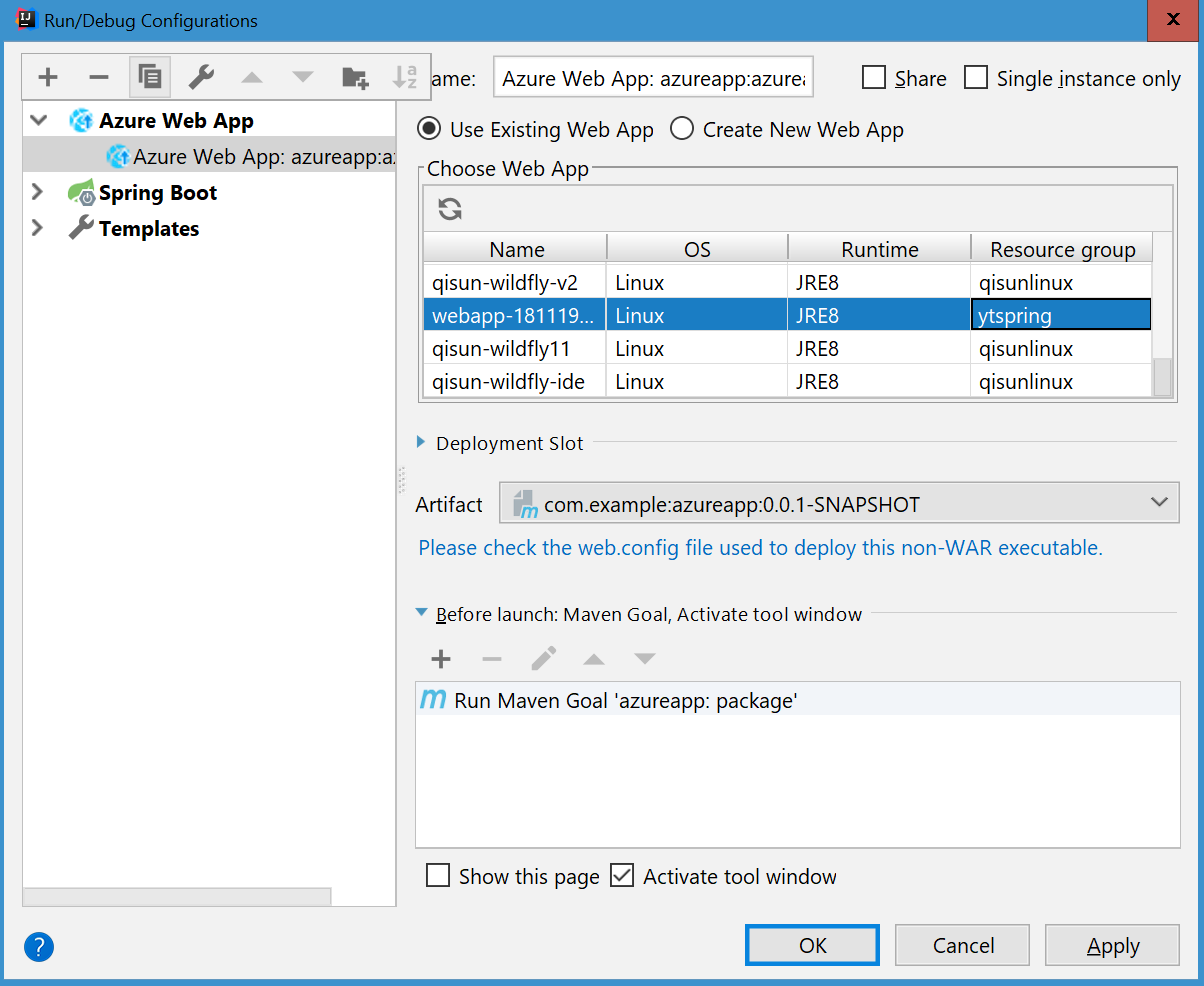 Run/Debug Configurations
ame: Azure Web App: azureapp:azurea Share Single instance only
Azure Web App
Azure Web App: azureapp:az
Spring Boot
Templates
Use Existing Web App Create New Web App
Choose Web App
Name OS Runtime Resource group
qisun-wildfly-v2 Linux JRE8 qisunlinux
webapp-181119... Linux JRE8 ytspring
qisun-wildfly11 Linux JRE8 qisunlinux
qisun-wildfly-ide Linux JRE8 qisunlinux
Deployment Slot
Artifact com.example:azureapp:0.0.1-SNAPSHOT
Please check the web.config file used to deploy this non-WAR executable.
Before launch: Maven Goal, Activate tool window
Run Maven Goal 'azureapp: package'
Show this page Activate tool window
OK Cancel Apply